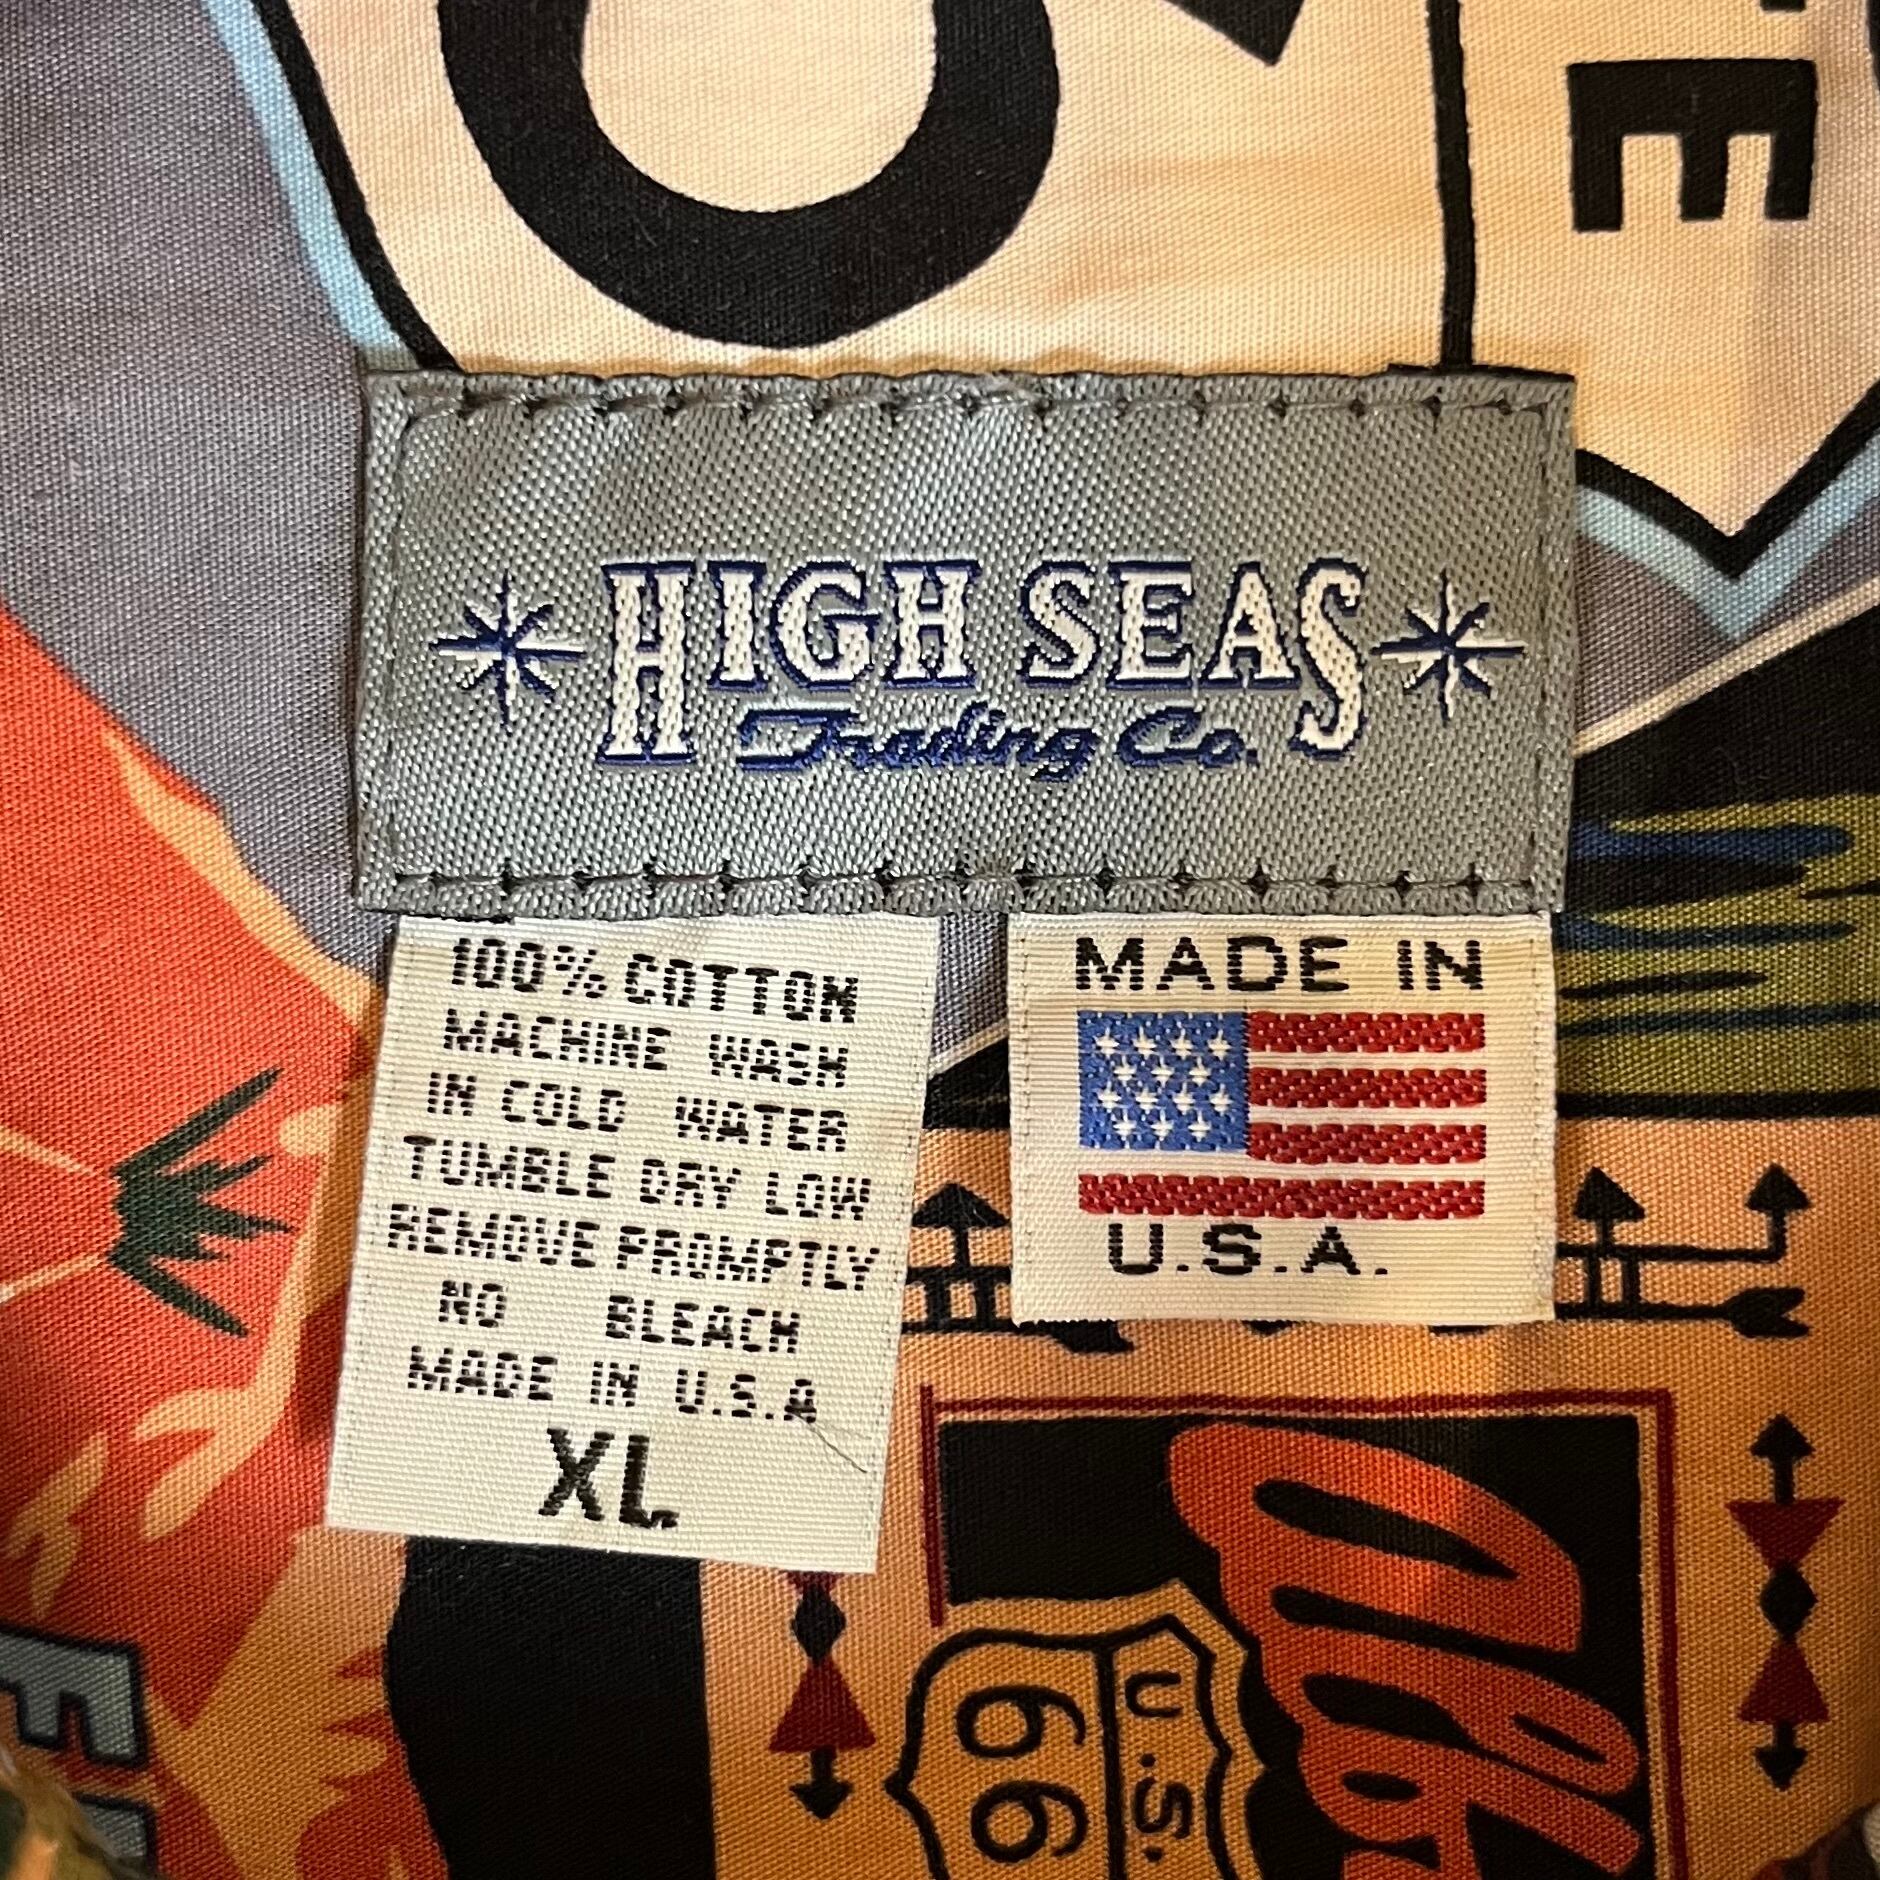 HIGH SEAS
Trading Co.
100% COTTON
MACHINE WASH
IN COLD WATER
TUMBLE DRY LOW
REMOVE PROMPTLY
NO BLEACH
MADE IN U.S.A
XL
MADE IN
U.S.A.
U.S.
66